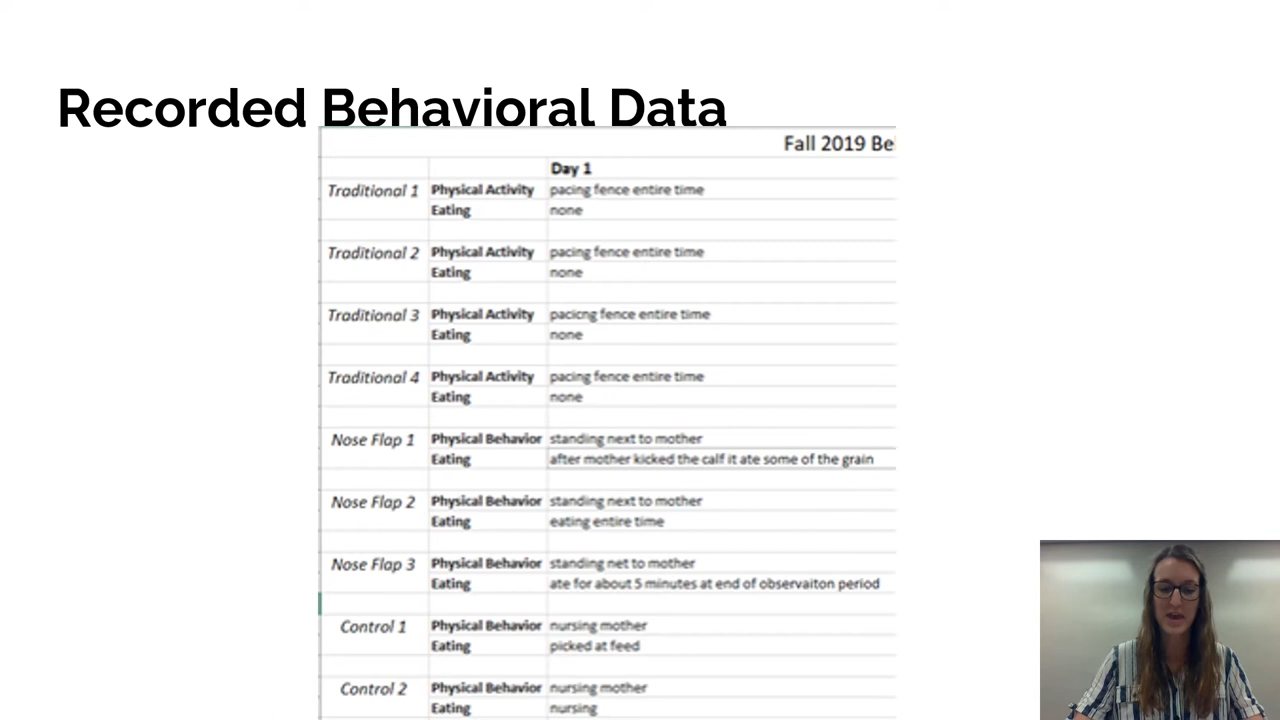 Recorded Behavioral Data
Fall 2019 Be
Day 1
Traditional 1 Physical Activity pacing fence entire time
Eating none
Traditional 2 Physical Activity pacing fence entire time
Eating none
Traditional 3 Physical Activity pacicng fence entire time
Eating none
Traditional 4 Physical Activity pacing fence entire time
Eating none
Nose Flap 1 Physical Behavior standing next to mother
Eating after mother kicked the calf it ate some of the grain
Nose Flap 2 Physical Behavior standing next to mother
Eating eating entire time
Nose Flap 3 Physical Behavior standing net to mother
Eating ate for about 5 minutes at end of observaiton period
Control 1 Physical Behavior nursing mother
Eating picked at feed
Control 2 Physical Behavior nursing mother
Eating nursing